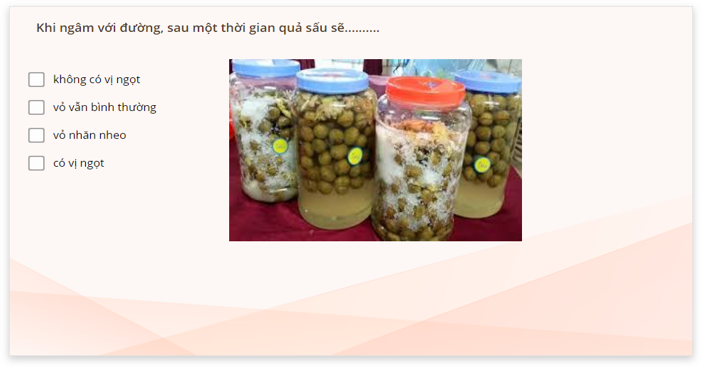 Khi ngâm với đường, sau một thời gian quả sấu sẽ..........
không có vị ngọt
vỏ vẫn bình thường
vỏ nhăn nheo
có vị ngọt